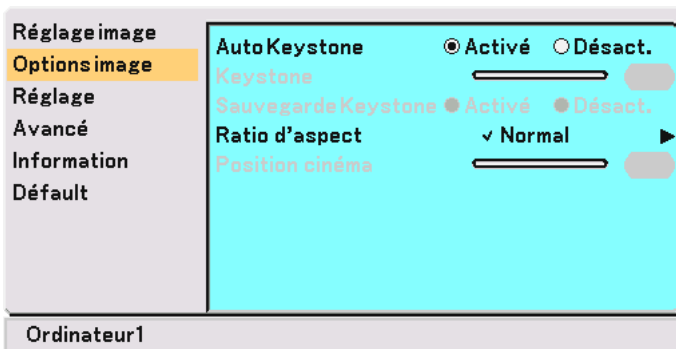 Réglage image
Options image
Réglage
Avancé
Information
Défault
Auto Keystone Activé Désact.
Keystone
Sauvegarde Keystone Activé Désact.
Ratio d'aspect ✓ Normal
Position cinéma
Ordinateur1